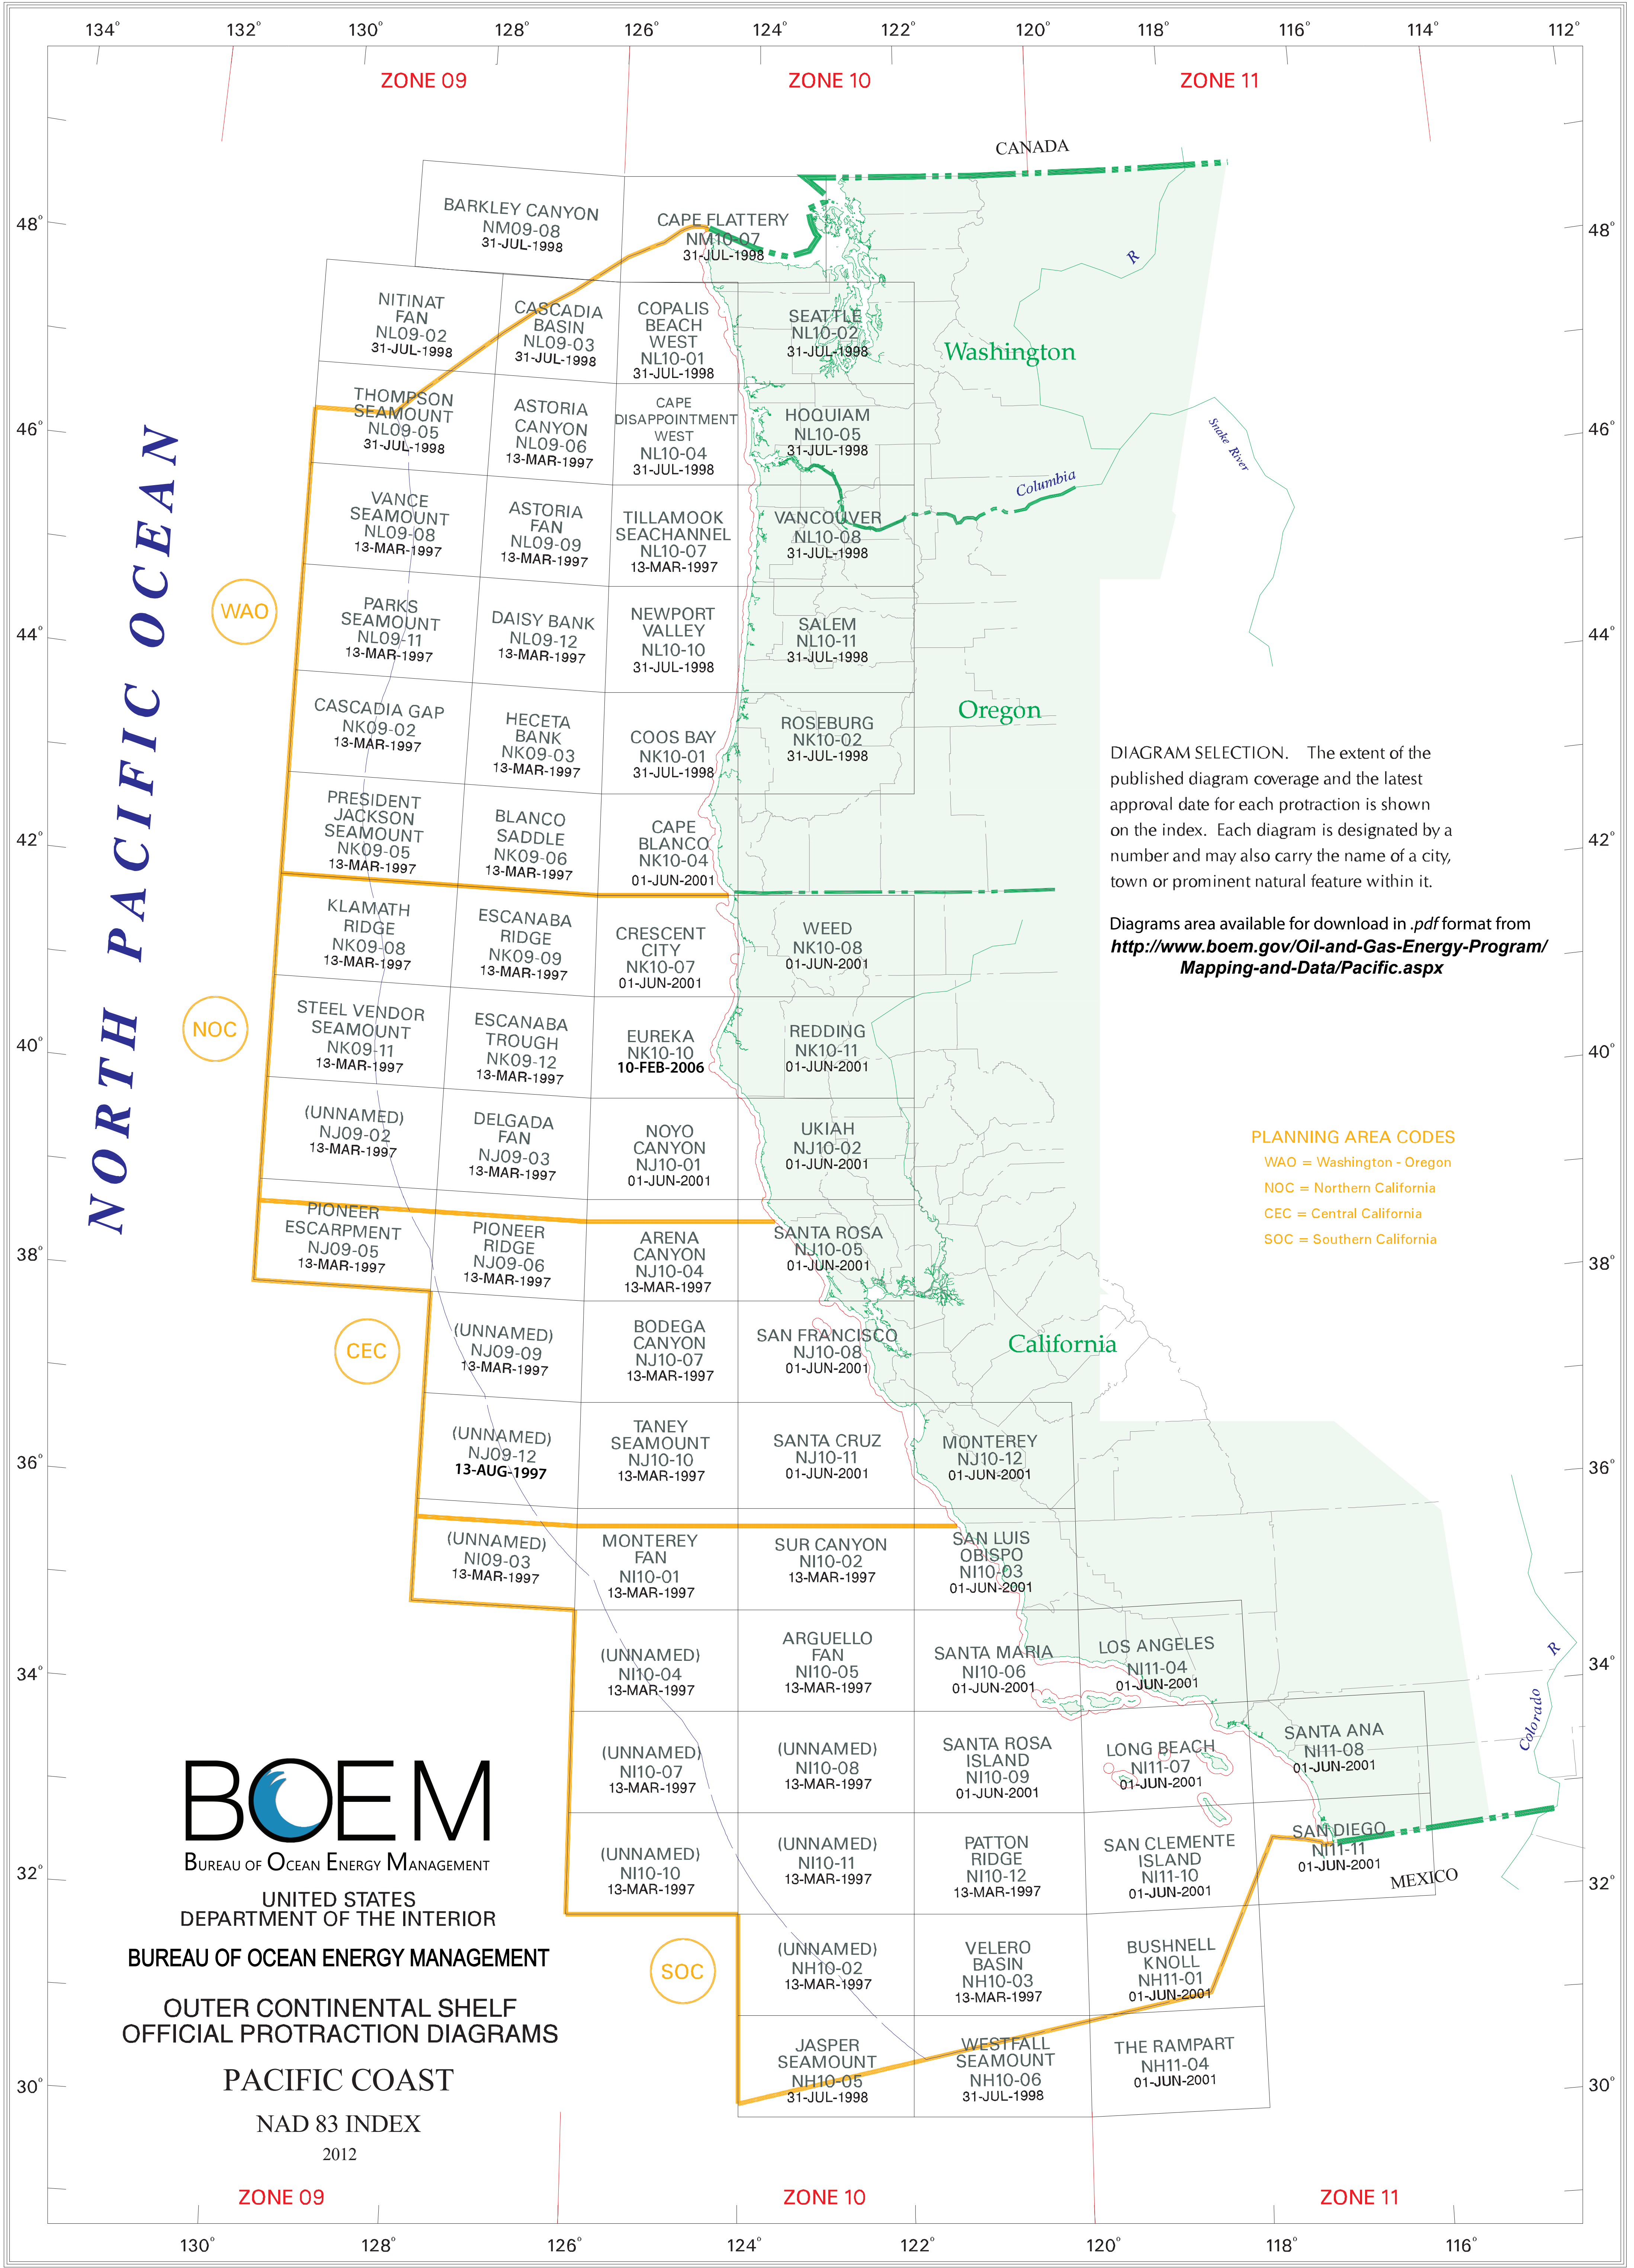 134° 132° 130° 128° 126° 124° 122° 120° 118° 116° 114° 112°
ZONE 09 ZONE 10 ZONE 11
CANADA
48°
48°
46°
46°
44°
44°
42°
42°
40°
40°
38°
38°
36°
36°
34°
34°
32°
32°
30°
30°
BARKLEY CANYON
NM09-08
31-JUL-1998
CAPE FLATTERY
NM10-07
31-JUL-1998
NITINAT
FAN
NL09-02
31-JUL-1998
CASCADIA
BASIN
NL09-03
31-JUL-1998
COPALIS
BEACH
WEST
NL10-01
31-JUL-1998
SEATTLE
NL10-02
31-JUL-1998
Washington
R
THOMPSON
SEAMOUNT
NL09-05
31-JUL-1998
ASTORIA
CANYON
NL09-06
13-MAR-1997
CAPE
DISAPPOINTMENT
WEST
NL10-04
31-JUL-1998
HOQUIAM
NL10-05
31-JUL-1998
Snake River
Columbia
VANCE
SEAMOUNT
NL09-08
13-MAR-1997
ASTORIA
FAN
NL09-09
13-MAR-1997
TILLAMOOK
SEACHANNEL
NL10-07
13-MAR-1997
VANCOUVER
NL10-08
31-JUL-1998
NORTH PACIFIC OCEAN
WAO
PARKS
SEAMOUNT
NL09-11
13-MAR-1997
DAISY BANK
NL09-12
13-MAR-1997
NEWPORT
VALLEY
NL10-10
31-JUL-1998
SALEM
NL10-11
31-JUL-1998
CASCADIA GAP
NK09-02
13-MAR-1997
HECETA
BANK
NK09-03
13-MAR-1997
COOS BAY
NK10-01
31-JUL-1998
ROSEBURG
NK10-02
31-JUL-1998
Oregon
DIAGRAM SELECTION. The extent of the
published diagram coverage and the latest
approval date for each protraction is shown
on the index. Each diagram is designated by a
number and may also carry the name of a city,
town or prominent natural feature within it.
Diagrams area available for download in .pdf format from
http://www.boem.gov/Oil-and-Gas-Energy-Program/
Mapping-and-Data/Pacific.aspx
PRESIDENT
JACKSON
SEAMOUNT
NK09-05
13-MAR-1997
BLANCO
SADDLE
NK09-06
13-MAR-1997
CAPE
BLANCO
NK10-04
01-JUN-2001
KLAMATH
RIDGE
NK09-08
13-MAR-1997
ESCANABA
RIDGE
NK09-09
13-MAR-1997
CRESCENT
CITY
NK10-07
01-JUN-2001
WEED
NK10-08
01-JUN-2001
NOC
STEEL VENDOR
SEAMOUNT
NK09-11
13-MAR-1997
ESCANABA
TROUGH
NK09-12
13-MAR-1997
EUREKA
NK10-10
10-FEB-2006
REDDING
NK10-11
01-JUN-2001
(UNNAMED)
NJ09-02
13-MAR-1997
DELGADA
FAN
NJ09-03
13-MAR-1997
NOYO
CANYON
NJ10-01
01-JUN-2001
UKIAH
NJ10-02
01-JUN-2001
PLANNING AREA CODES
WAO = Washington - Oregon
NOC = Northern California
CEC = Central California
SOC = Southern California
PIONEER
ESCARPMENT
NJ09-05
13-MAR-1997
PIONEER
RIDGE
NJ09-06
13-MAR-1997
ARENA
CANYON
NJ10-04
13-MAR-1997
SANTA ROSA
NJ10-05
01-JUN-2001
CEC
(UNNAMED)
NJ09-09
13-MAR-1997
BODEGA
CANYON
NJ10-07
13-MAR-1997
SAN FRANCISCO
NJ10-08
01-JUN-2001
California
(UNNAMED)
NJ09-12
13-AUG-1997
TANEY
SEAMOUNT
NJ10-10
13-MAR-1997
SANTA CRUZ
NJ10-11
01-JUN-2001
MONTEREY
NJ10-12
01-JUN-2001
(UNNAMED)
NI09-03
13-MAR-1997
MONTEREY
FAN
NI10-01
13-MAR-1997
SUR CANYON
NI10-02
13-MAR-1997
SAN LUIS
OBISPO
NI10-03
01-JUN-2001
(UNNAMED)
NI10-04
13-MAR-1997
ARGUELLO
FAN
NI10-05
13-MAR-1997
SANTA MARIA
NI10-06
01-JUN-2001
LOS ANGELES
NI11-04
01-JUN-2001
Colorado R
(UNNAMED)
NI10-07
13-MAR-1997
(UNNAMED)
NI10-08
13-MAR-1997
SANTA ROSA
ISLAND
NI10-09
01-JUN-2001
LONG BEACH
NI11-07
01-JUN-2001
SANTA ANA
NI11-08
01-JUN-2001
(UNNAMED)
NI10-10
13-MAR-1997
(UNNAMED)
NI10-11
13-MAR-1997
PATTON
RIDGE
NI10-12
13-MAR-1997
SAN CLEMENTE
ISLAND
NI11-10
01-JUN-2001
SAN DIEGO
NI11-11
01-JUN-2001
MEXICO
SOC
(UNNAMED)
NH10-02
13-MAR-1997
VELERO
BASIN
NH10-03
13-MAR-1997
BUSHNELL
KNOLL
NH11-01
01-JUN-2001
JASPER
SEAMOUNT
NH10-05
31-JUL-1998
WESTFALL
SEAMOUNT
NH10-06
31-JUL-1998
THE RAMPART
NH11-04
01-JUN-2001
BOEM
BUREAU OF OCEAN ENERGY MANAGEMENT
UNITED STATES
DEPARTMENT OF THE INTERIOR
BUREAU OF OCEAN ENERGY MANAGEMENT
OUTER CONTINENTAL SHELF
OFFICIAL PROTRACTION DIAGRAMS
PACIFIC COAST
NAD 83 INDEX
2012
ZONE 09 ZONE 10 ZONE 11
130° 128° 126° 124° 122° 120° 118° 116°